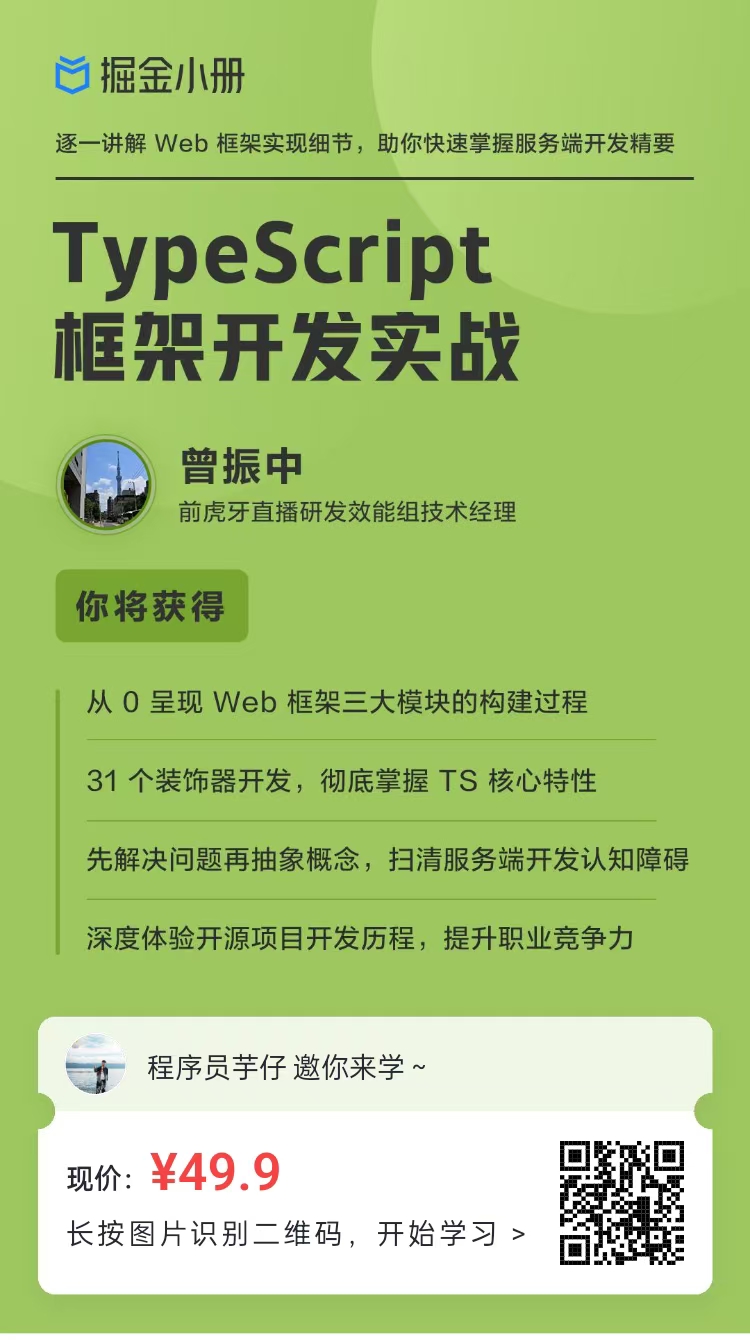 掘金小册
逐一讲解 Web 框架实现细节，助你快速掌握服务端开发精要
TypeScript
框架开发实战
曾振中
前虎牙直播研发效能组技术经理
你将获得
从 0 呈现 Web 框架三大模块的构建过程
31 个装饰器开发，彻底掌握 TS 核心特性
先解决问题再抽象概念，扫清服务端开发认知障碍
深度体验开源项目开发历程，提升职业竞争力
程序员芋仔 邀你来学 ~
现价：¥49.9
长按图片识别二维码，开始学习 >